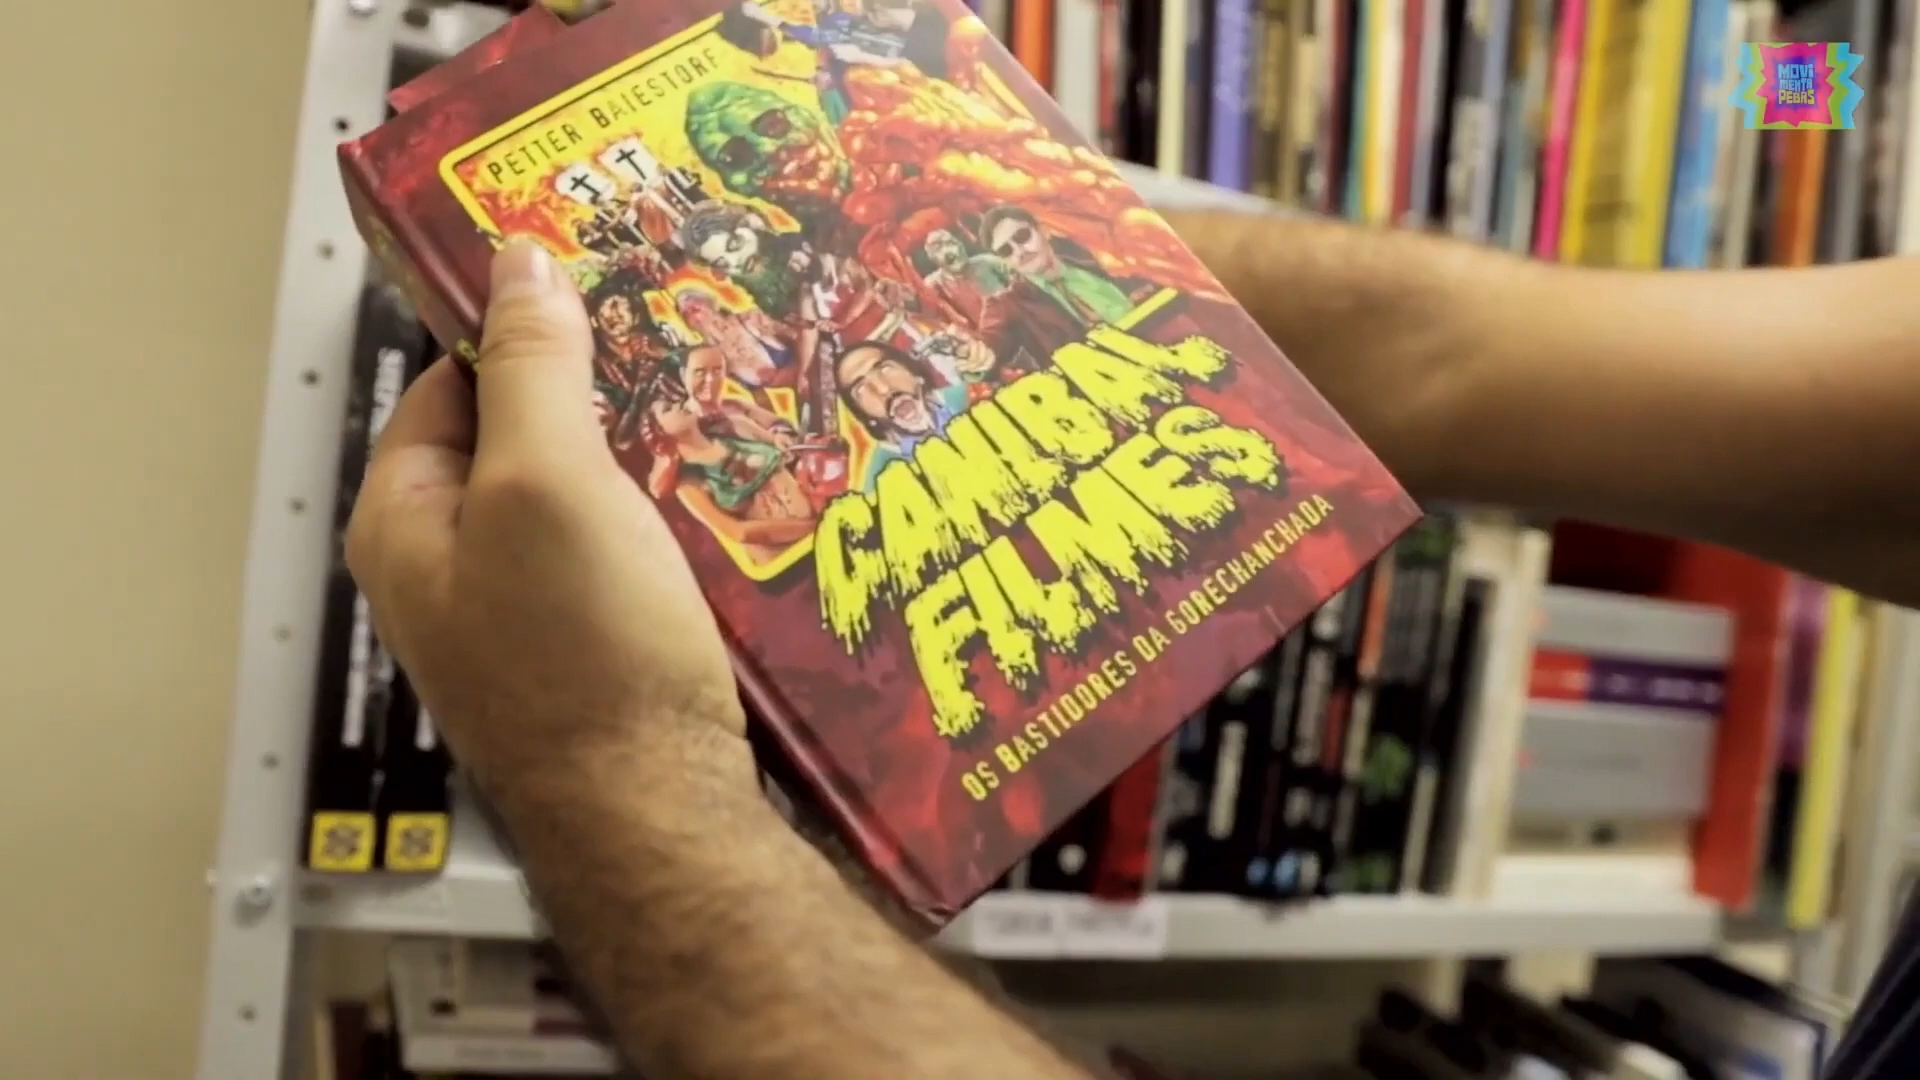 PETTER BAIESTORF
CANIBAL
FILMES
OS BASTIDORES DA GORECHANCHADA
MOVI
MENTA
PEBAS